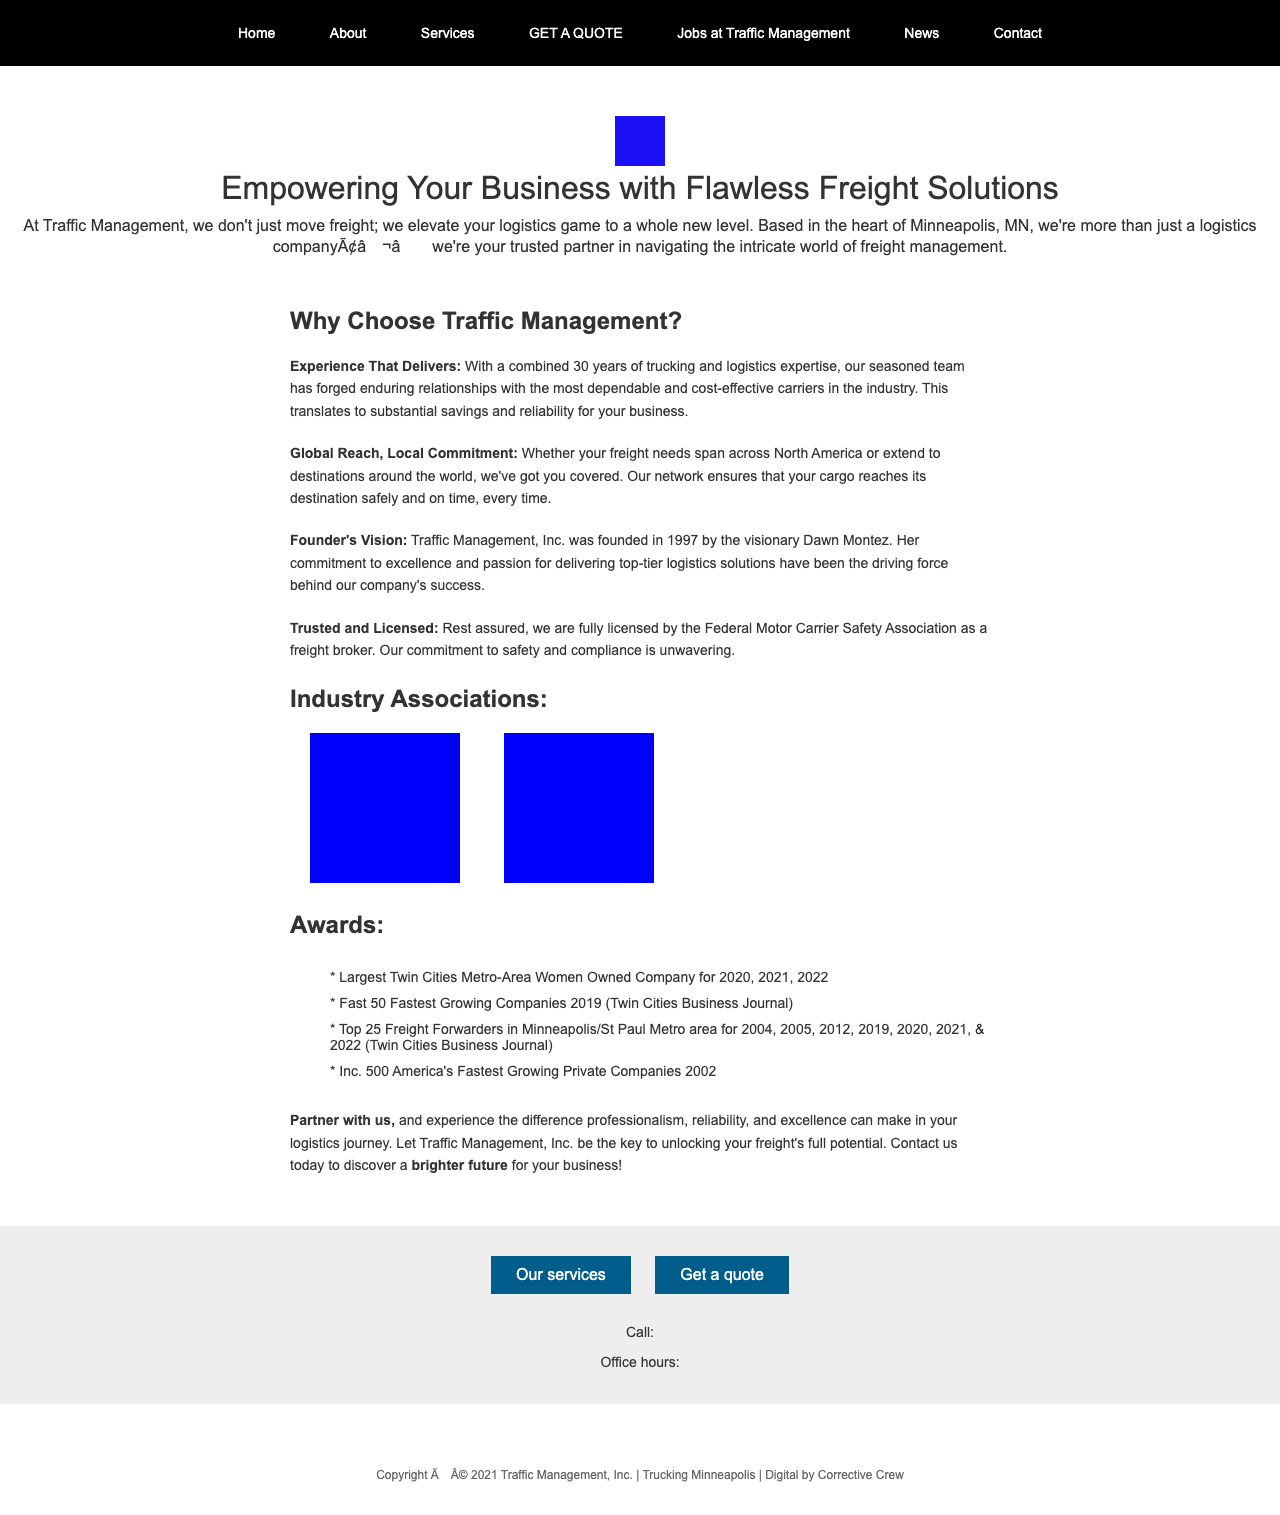 Home About Services GET A QUOTE Jobs at Traffic Management News Contact
Empowering Your Business with Flawless Freight Solutions
At Traffic Management, we don't just move freight; we elevate your logistics game to a whole new level. Based in the heart of Minneapolis, MN, we're more than just a logistics
companyÃ¢â ¬â we're your trusted partner in navigating the intricate world of freight management.
Why Choose Traffic Management?
Experience That Delivers: With a combined 30 years of trucking and logistics expertise, our seasoned team
has forged enduring relationships with the most dependable and cost-effective carriers in the industry. This
translates to substantial savings and reliability for your business.
Global Reach, Local Commitment: Whether your freight needs span across North America or extend to
destinations around the world, we've got you covered. Our network ensures that your cargo reaches its
destination safely and on time, every time.
Founder's Vision: Traffic Management, Inc. was founded in 1997 by the visionary Dawn Montez. Her
commitment to excellence and passion for delivering top-tier logistics solutions have been the driving force
behind our company's success.
Trusted and Licensed: Rest assured, we are fully licensed by the Federal Motor Carrier Safety Association as a
freight broker. Our commitment to safety and compliance is unwavering.
Industry Associations:
Awards:
* Largest Twin Cities Metro-Area Women Owned Company for 2020, 2021, 2022
* Fast 50 Fastest Growing Companies 2019 (Twin Cities Business Journal)
* Top 25 Freight Forwarders in Minneapolis/St Paul Metro area for 2004, 2005, 2012, 2019, 2020, 2021, &
2022 (Twin Cities Business Journal)
* Inc. 500 America's Fastest Growing Private Companies 2002
Partner with us, and experience the difference professionalism, reliability, and excellence can make in your
logistics journey. Let Traffic Management, Inc. be the key to unlocking your freight's full potential. Contact us
today to discover a brighter future for your business!
Our services Get a quote
Call:
Office hours:
Copyright Ã Â© 2021 Traffic Management, Inc. | Trucking Minneapolis | Digital by Corrective Crew